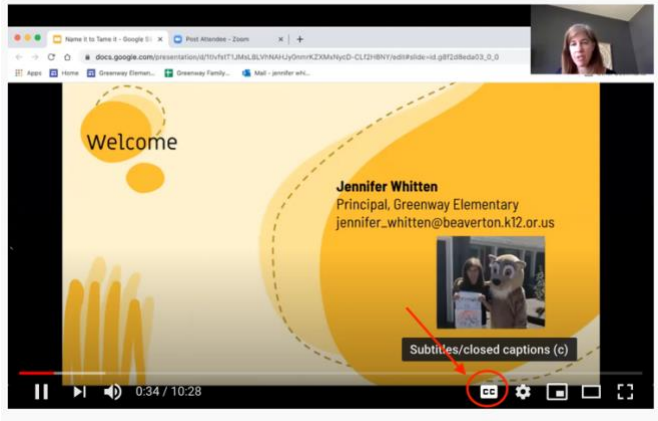 Name It to Tame It - Google Sl
Post Attendee - Zoom
docs.google.com/presentation/d/
/edit#slide=id.g8f2d8eda03_0_0
Apps Home Greenway Elemen... Greenway Family... Mail - jennifer whi...
Welcome
Jennifer Whitten
Principal, Greenway Elementary
jennifer_whitten@beaverton.k12.or.us
Subtitles/closed captions (c)
0:34 / 10:28
CC